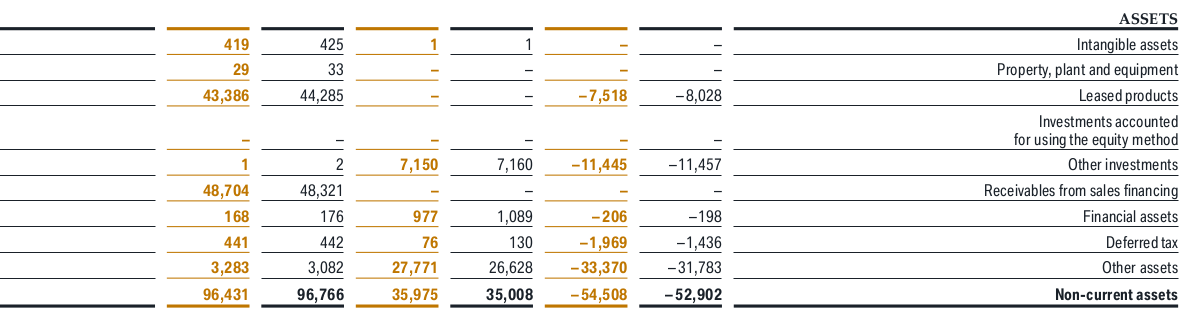 ASSETS
419 425 1 1 – – Intangible assets
29 33 – – – – Property, plant and equipment
43,386 44,285 – – –7,518 –8,028 Leased products
Investments accounted
– – – – – – for using the equity method
1 2 7,150 7,160 –11,445 –11,457 Other investments
48,704 48,321 – – – – Receivables from sales financing
168 176 977 1,089 –206 –198 Financial assets
441 442 76 130 –1,969 –1,436 Deferred tax
3,283 3,082 27,771 26,628 –33,370 –31,783 Other assets
96,431 96,766 35,975 35,008 –54,508 –52,902 Non-current assets